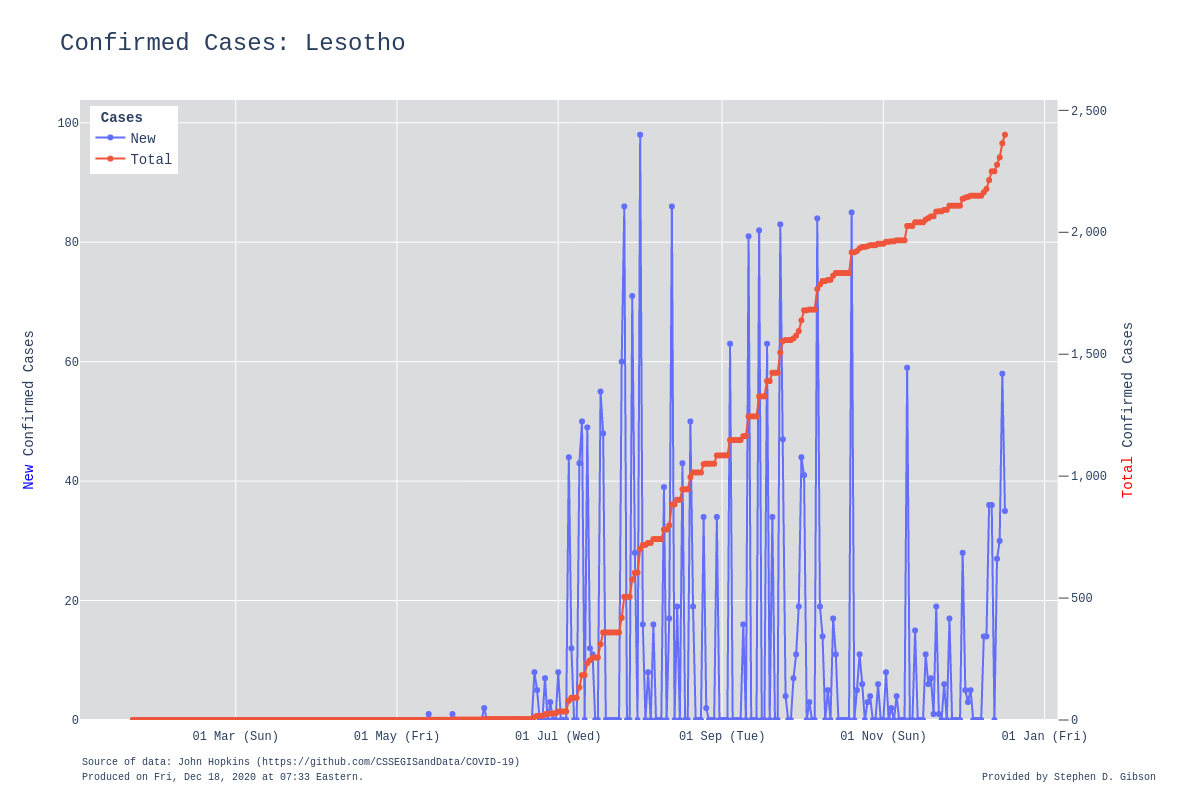 Confirmed Cases: Lesotho
Cases
New
Total
100
80
60
40
20
0
2,500
2,000
1,500
1,000
500
0
New Confirmed Cases
Total Confirmed Cases
01 Mar (Sun)
01 May (Fri)
01 Jul (Wed)
01 Sep (Tue)
01 Nov (Sun)
01 Jan (Fri)
Source of data: John Hopkins (https://github.com/CSSEGISandData/COVID-19)
Produced on Fri, Dec 18, 2020 at 07:33 Eastern.
Provided by Stephen D. Gibson